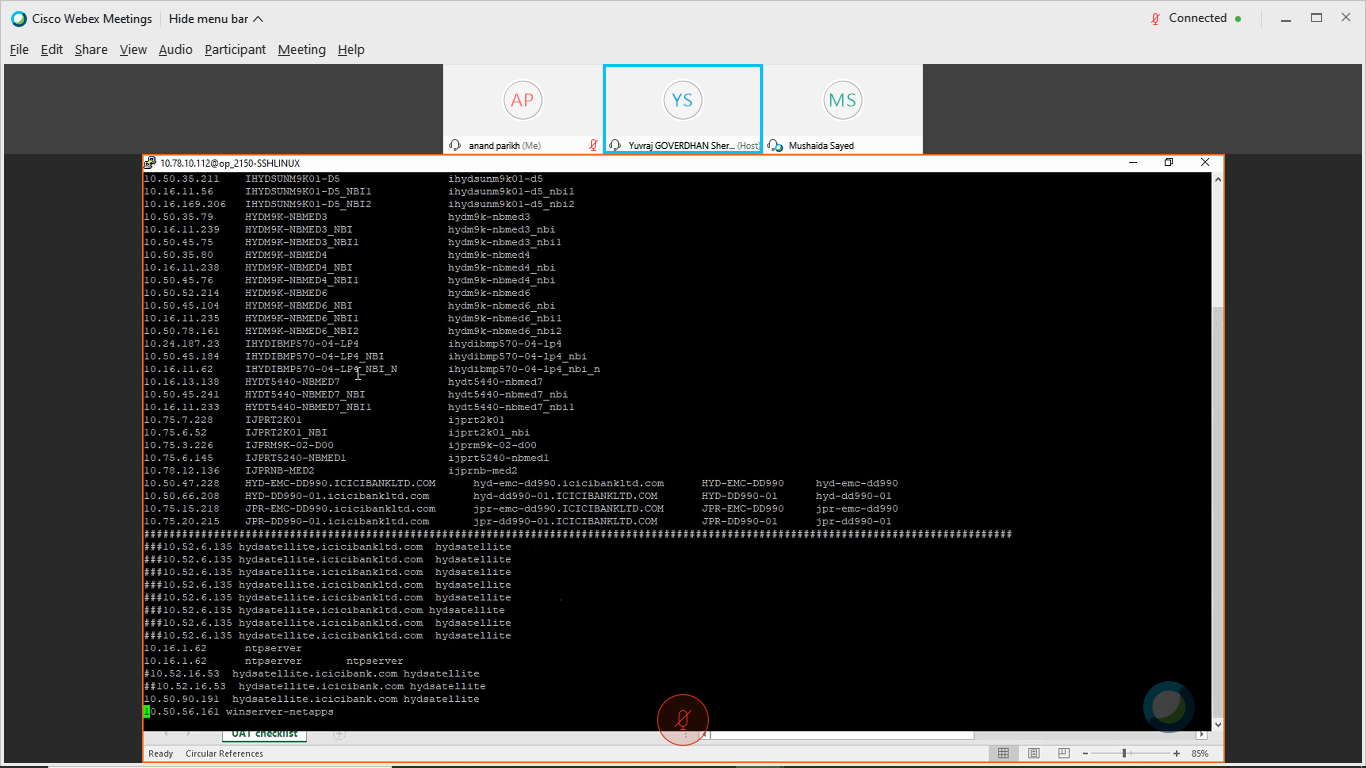 Cisco Webex Meetings Hide menu bar Connected
File Edit Share View Audio Participant Meeting Help
AP YS MS
anand parikh (Me) Yuvraj GOVERDHAN Sher... (Host) Mushaida Sayed
10.78.10.112@op_2150-SSHLINUX
10.50.35.211 IHYDSUNM9K01-D5 ihydsunm9k01-d5
10.16.11.56 IHYDSUNM9K01-D5_NBI1 ihydsunm9k01-d5_nbi1
10.16.169.206 IHYDSUNM9K01-D5_NBI2 ihydsunm9k01-d5_nbi2
10.50.35.79 HYDM9K-NBMED3 hydm9k-nbmed3
10.16.11.239 HYDM9K-NBMED3_NBI hydm9k-nbmed3_nbi
10.50.45.75 HYDM9K-NBMED3_NBI1 hydm9k-nbmed3_nbi1
10.50.35.80 HYDM9K-NBMED4 hydm9k-nbmed4
10.16.11.238 HYDM9K-NBMED4_NBI hydm9k-nbmed4_nbi
10.50.45.76 HYDM9K-NBMED4_NBI1 hydm9k-nbmed4_nbi1
10.50.52.214 HYDM9K-NBMED6 hydm9k-nbmed6
10.50.45.104 HYDM9K-NBMED6_NBI hydm9k-nbmed6_nbi
10.16.11.235 HYDM9K-NBMED6_NBI1 hydm9k-nbmed6_nbi1
10.50.78.161 HYDM9K-NBMED6_NBI2 hydm9k-nbmed6_nbi2
10.24.187.23 IHYDIBMP570-04-LP4 ihydibmp570-04-lp4
10.50.45.184 IHYDIBMP570-04-LP4_NBI ihydibmp570-04-lp4_nbi
10.16.11.62 IHYDIBMP570-04-LP4_NBI_N ihydibmp570-04-lp4_nbi_n
10.16.13.138 HYDT5440-NBMED7 hydt5440-nbmed7
10.50.45.241 HYDT5440-NBMED7_NBI hydt5440-nbmed7_nbi
10.16.11.233 HYDT5440-NBMED7_NBI1 hydt5440-nbmed7_nbi1
10.75.7.228 IJPRT2K01 ijprt2k01
10.75.6.52 IJPRT2K01_NBI ijprt2k01_nbi
10.75.3.226 IJPRM9K-02-D00 ijprm9k-02-d00
10.75.6.145 IJPRT5240-NBMED1 ijprt5240-nbmed1
10.78.12.136 IJPRNB-MED2 ijprnb-med2
10.50.47.228 HYD-EMC-DD990.ICICIBANKLTD.COM hyd-emc-dd990.icicibankltd.com HYD-EMC-DD990 hyd-emc-dd990
10.50.66.208 HYD-DD990-01.icicibankltd.com hyd-dd990-01.ICICIBANKLTD.COM HYD-DD990-01 hyd-dd990-01
10.75.15.218 JPR-EMC-DD990.icicibankltd.com jpr-emc-dd990.ICICIBANKLTD.COM JPR-EMC-DD990 jpr-emc-dd990
10.75.20.215 JPR-DD990-01.icicibankltd.com jpr-dd990-01.ICICIBANKLTD.COM JPR-DD990-01 jpr-dd990-01
#########################################################################################################################################
###10.52.6.135 hydsatellite.icicibankltd.com hydsatellite
###10.52.6.135 hydsatellite.icicibankltd.com hydsatellite
###10.52.6.135 hydsatellite.icicibankltd.com hydsatellite
###10.52.6.135 hydsatellite.icicibankltd.com hydsatellite
###10.52.6.135 hydsatellite.icicibankltd.com hydsatellite
###10.52.6.135 hydsatellite.icicibankltd.com hydsatellite
###10.52.6.135 hydsatellite.icicibankltd.com hydsatellite
###10.52.6.135 hydsatellite.icicibankltd.com hydsatellite
10.16.1.62 ntpserver
10.16.1.62 ntpserver ntpserver
#10.52.16.53 hydsatellite.icicibank.com hydsatellite
##10.52.16.53 hydsatellite.icicibank.com hydsatellite
10.50.90.191 hydsatellite.icicibank.com hydsatellite
10.50.56.161 winserver-netapps
UAT checklist
Ready Circular References 85%